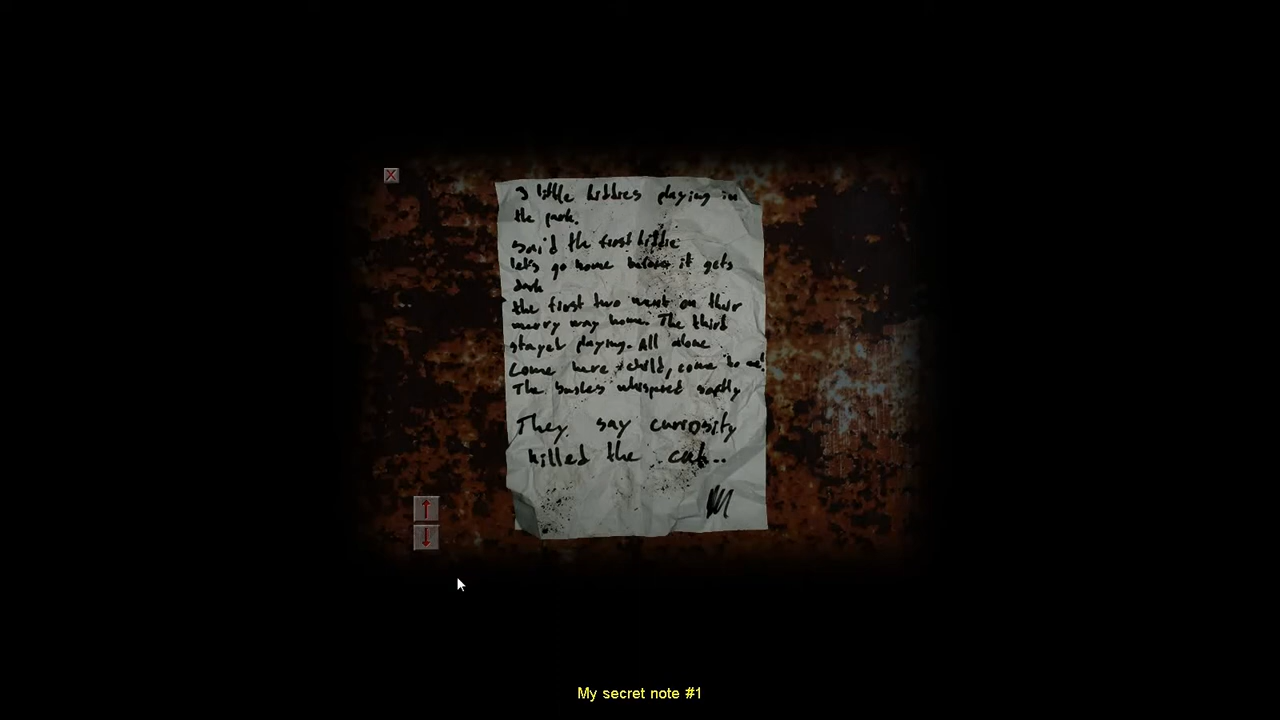 3 little kiddies playing in
the park.
Said the first kiddie
let's go home before it gets
dark
the first two went on their
merry way home. The third
stayed playing. All alone
Come here child, come to me!
The bushes whispered softly
They say curiosity
killed the cat..
My secret note #1